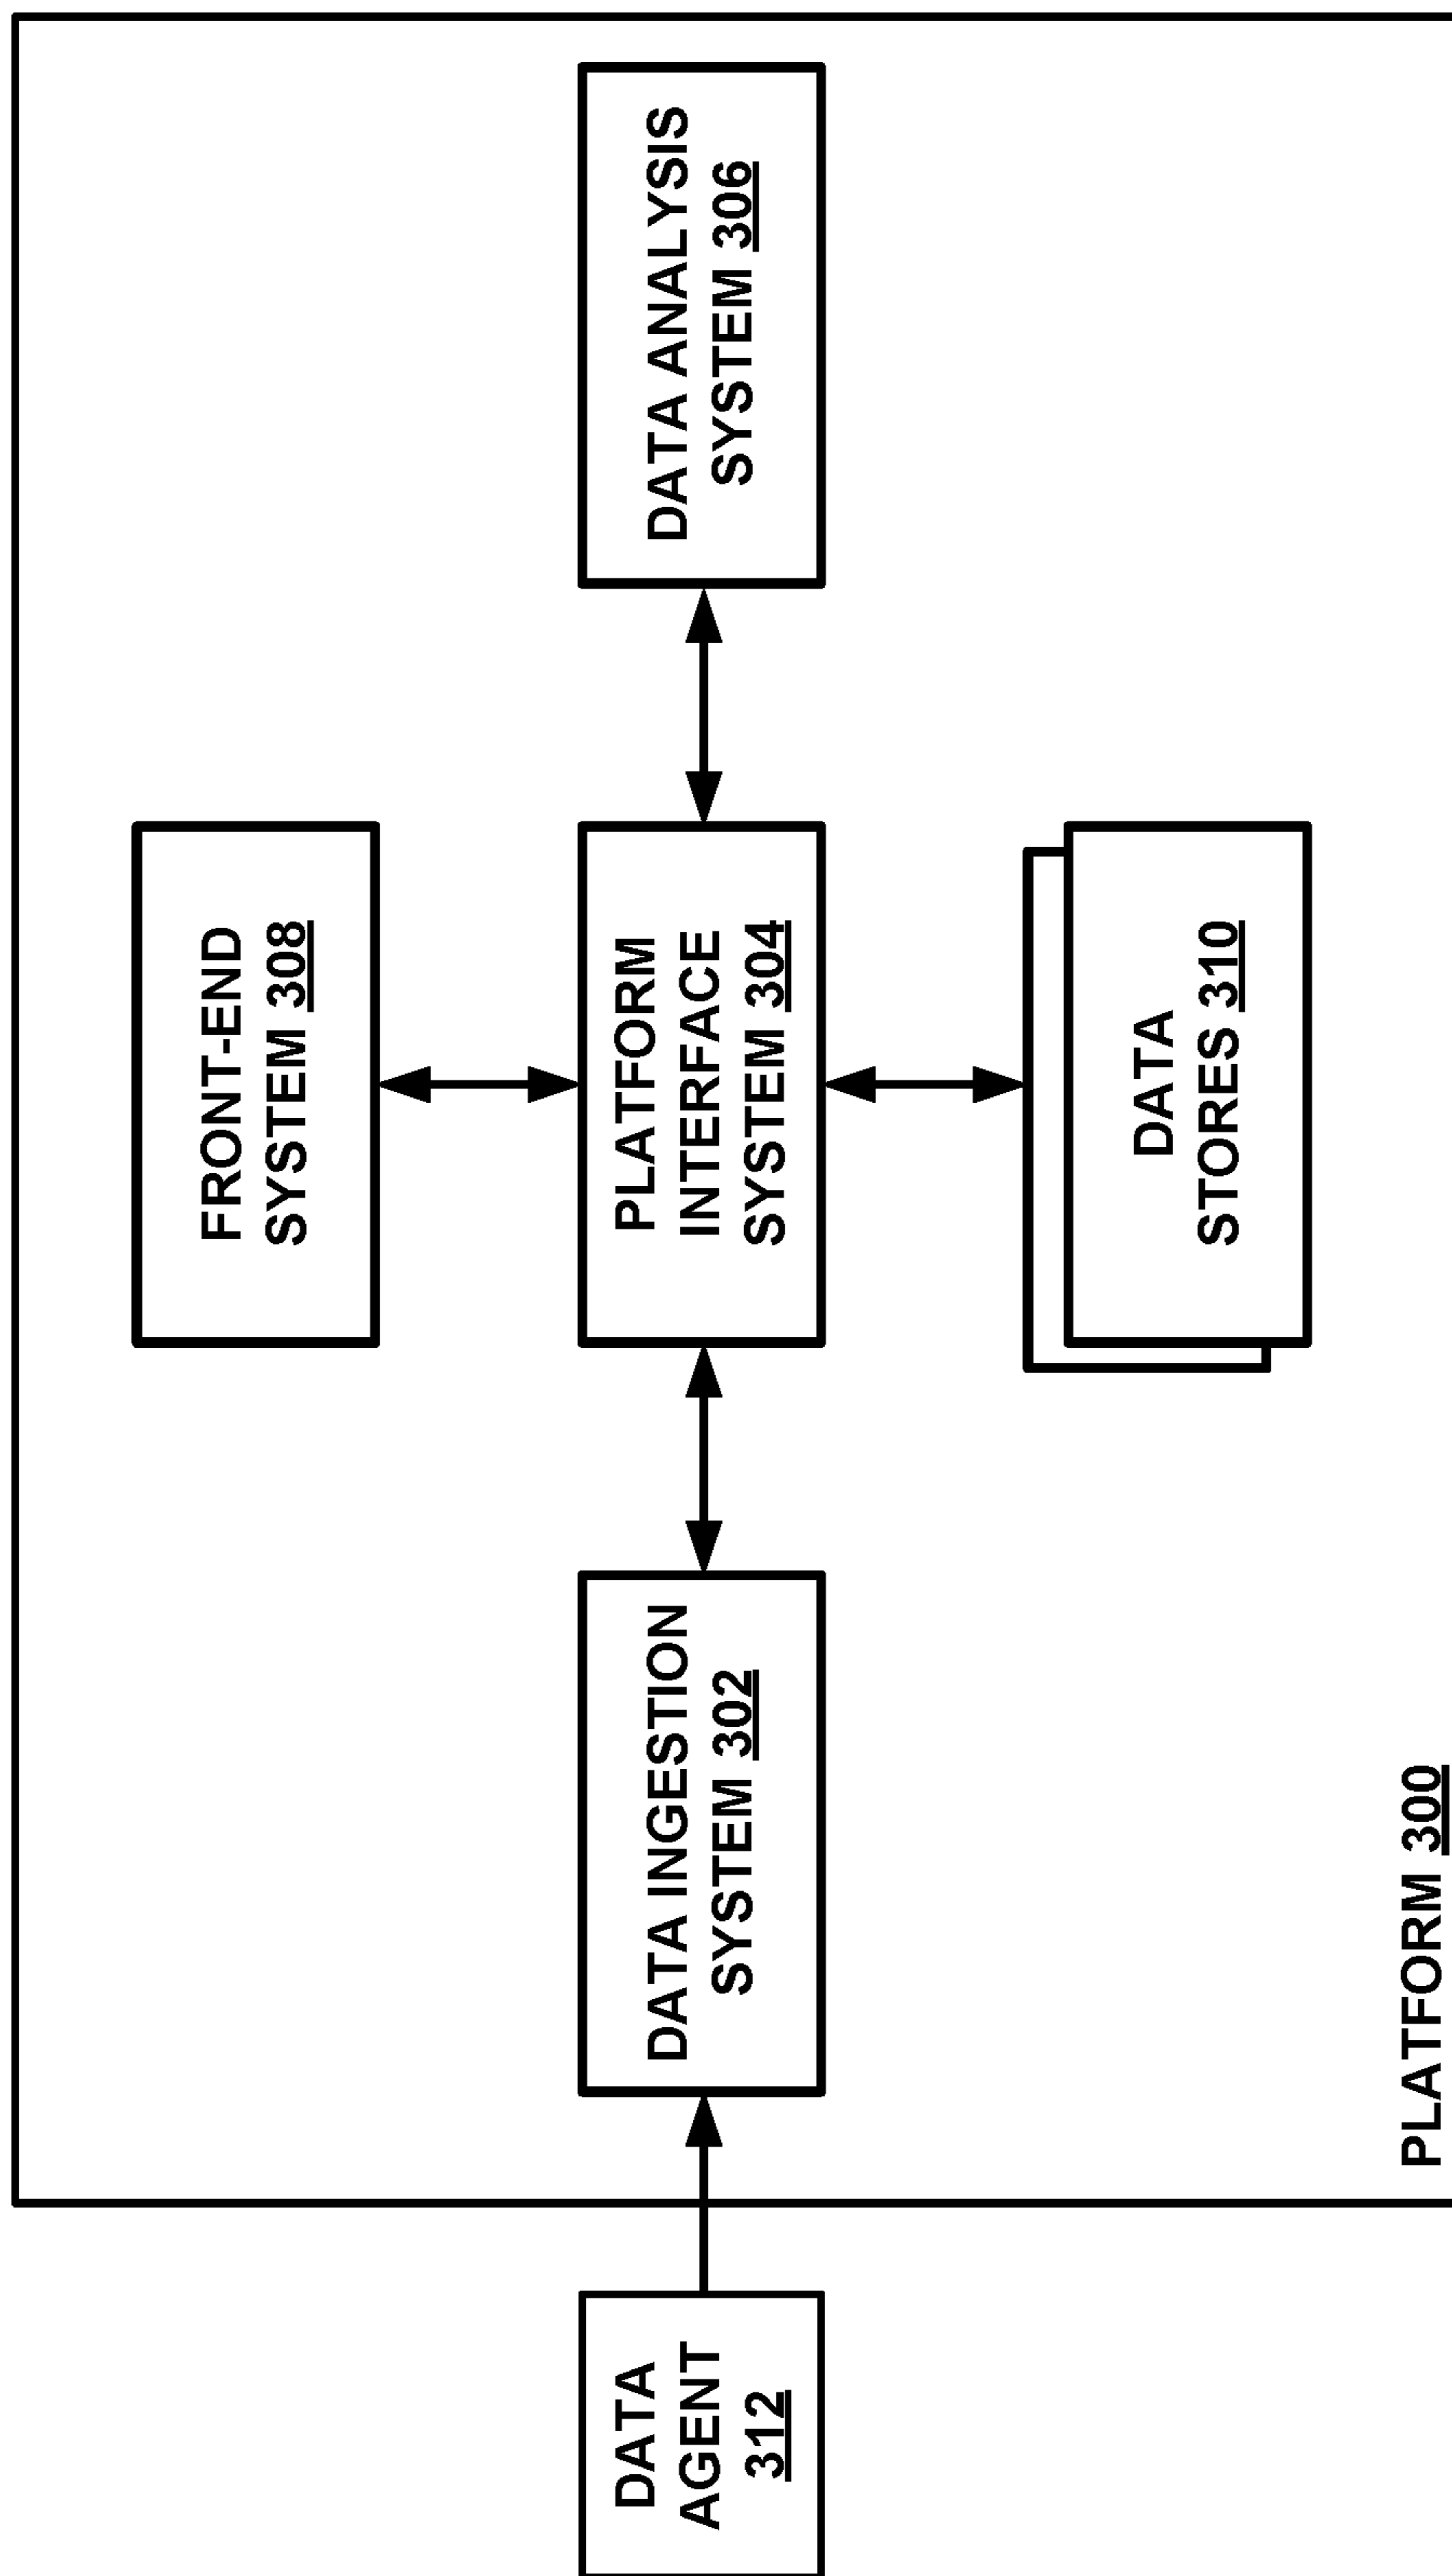 FRONT-END
SYSTEM 308
DATA
AGENT
312
DATA INGESTION
SYSTEM 302
PLATFORM
INTERFACE
SYSTEM 304
DATA ANALYSIS
SYSTEM 306
DATA
STORES 310
PLATFORM 300